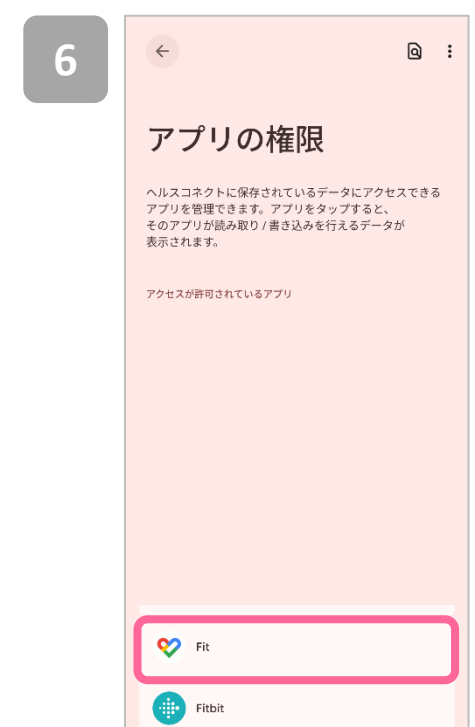 6
アプリの権限
ヘルスコネクトに保存されているデータにアクセスできる
アプリを管理できます。アプリをタップすると、
そのアプリが読み取り / 書き込みを行えるデータが
表示されます。
アクセスが許可されているアプリ
Fit
Fitbit